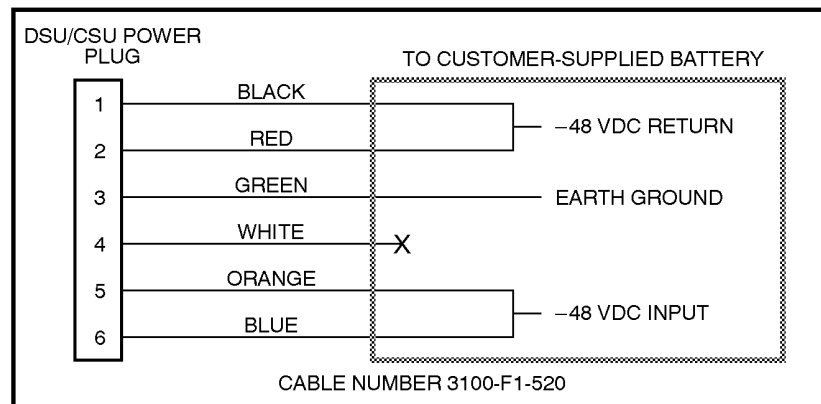 DSU/CSU POWER
PLUG
TO CUSTOMER-SUPPLIED BATTERY
1
BLACK
–48 VDC RETURN
2
RED
3
GREEN
EARTH GROUND
4
WHITE
X
5
ORANGE
–48 VDC INPUT
6
BLUE
CABLE NUMBER 3100-F1-520